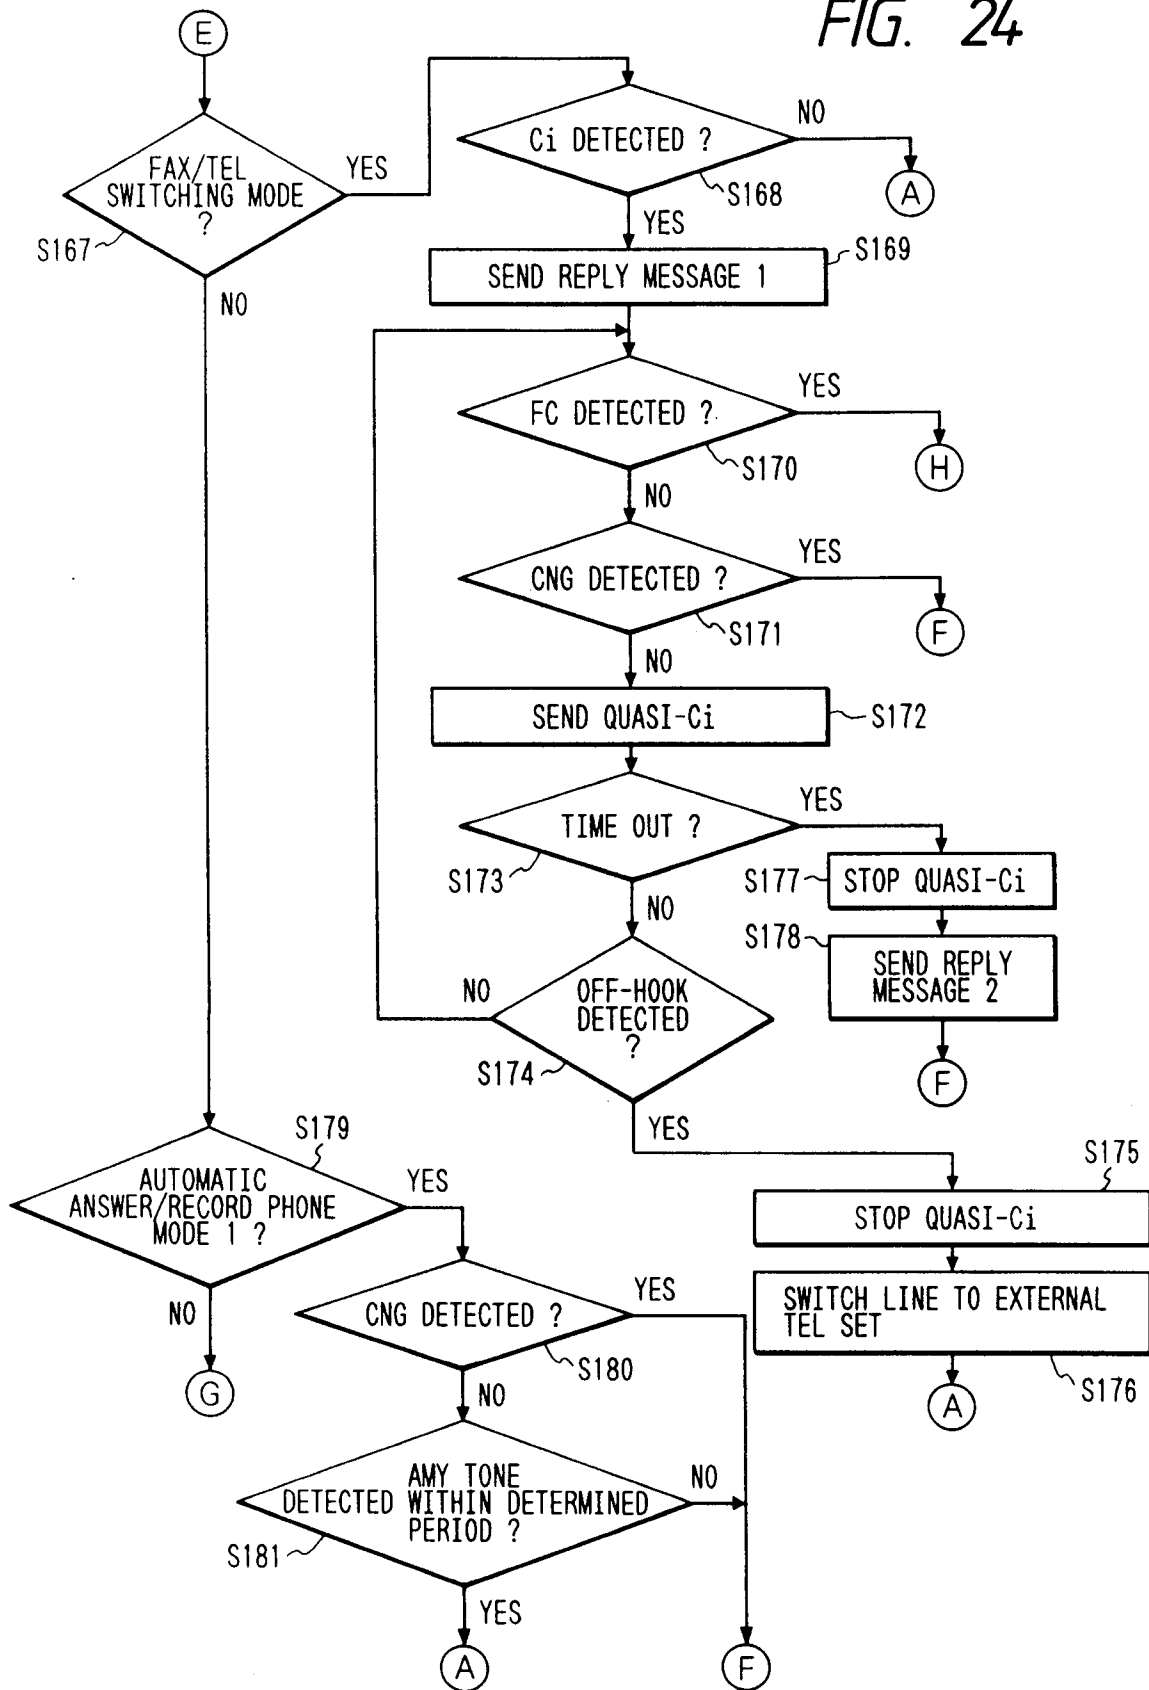 FIG. 24
E
FAX/TEL
SWITCHING MODE
?
YES
S167
NO
Ci DETECTED ?
NO
A
S168
YES
SEND REPLY MESSAGE 1
S169
FC DETECTED ?
YES
H
S170
NO
CNG DETECTED ?
YES
F
S171
NO
SEND QUASI-Ci
S172
TIME OUT ?
YES
S173
NO
S177
STOP QUASI-Ci
S178
SEND REPLY
MESSAGE 2
F
OFF-HOOK
DETECTED
?
NO
S174
YES
S175
STOP QUASI-Ci
SWITCH LINE TO EXTERNAL
TEL SET
S176
A
S179
AUTOMATIC
ANSWER/RECORD PHONE
MODE 1 ?
YES
NO
G
CNG DETECTED ?
YES
S180
NO
AMY TONE
DETECTED WITHIN DETERMINED
PERIOD ?
NO
S181
YES
A
F